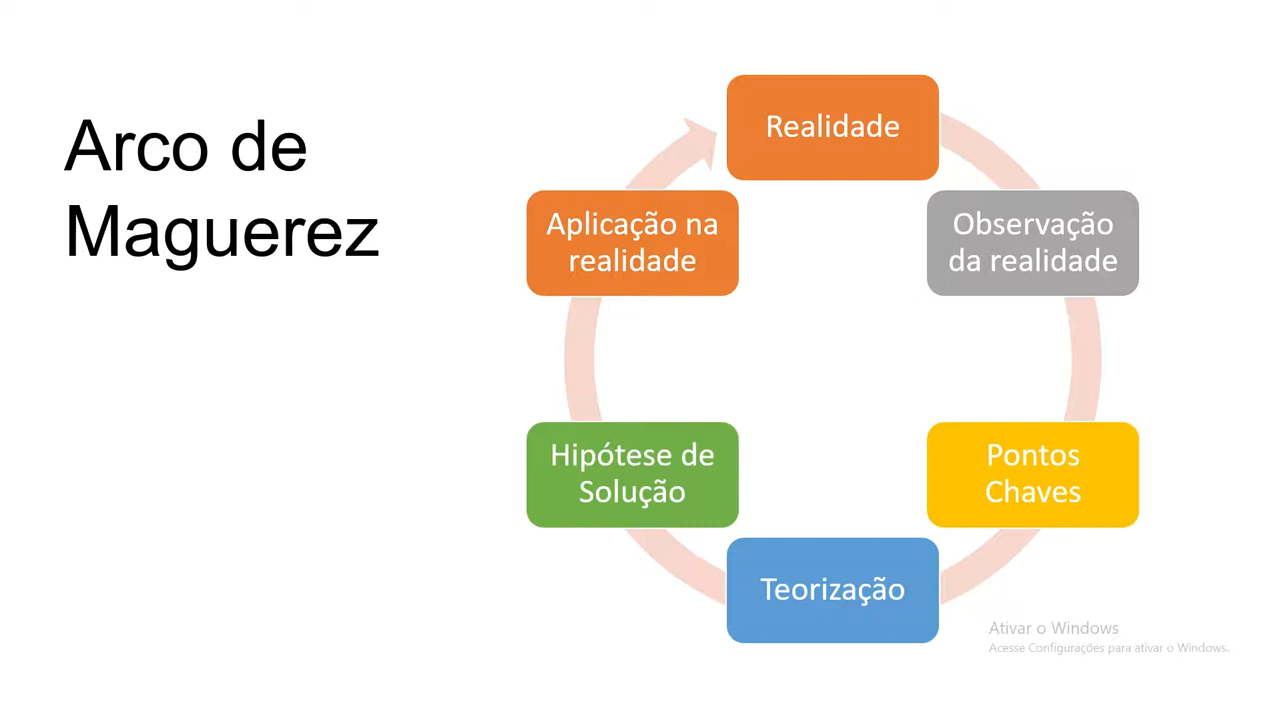 Arco de
Maguerez
Realidade
Observação
da realidade
Pontos
Chaves
Teorização
Hipótese de
Solução
Aplicação na
realidade
Ativar o Windows
Acesse Configurações para ativar o Windows.